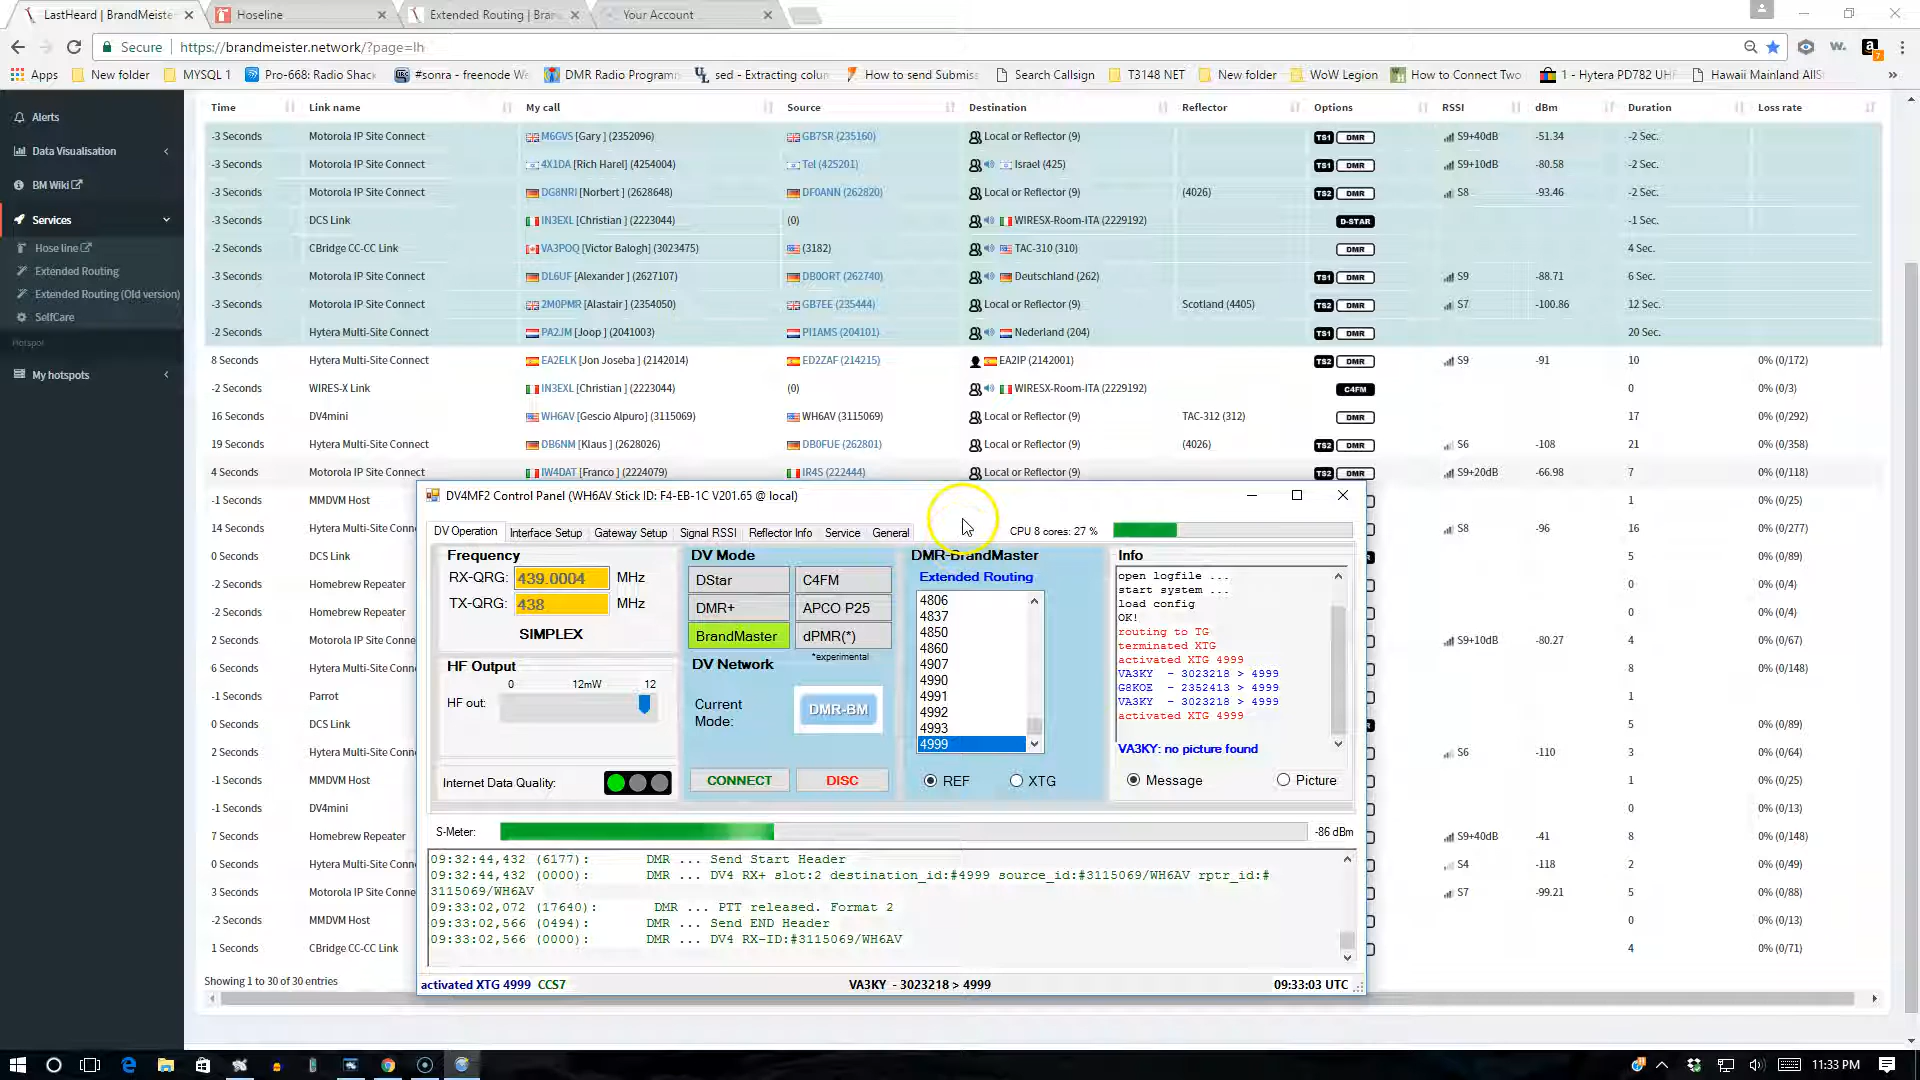 LastHeard | BrandMeiste
Hoseline
Extended Routing | Bran
Your Account
Secure
https://brandmeister.network/?page=lh
Apps
New folder
MYSQL 1
Pro-668: Radio Shack
#sonra - freenode We
DMR Radio Programi
sed - Extracting colun
How to send Submiss
Search Callsign
T3148 NET
New folder
WoW Legion
How to Connect Two
1 - Hytera PD782 UHF
Hawaii Mainland AllS
Alerts
Data Visualisation
BM Wiki
Services
Hose line
Extended Routing
Extended Routing (Old version)
SelfCare
Hotspot
My hotspots
Time Link name My call Source Destination Reflector Options RSSI dBm Duration Loss rate
-3 Seconds Motorola IP Site Connect M6GVS [Gary ] (2352096) GB7SR (235160) Local or Reflector (9) TS1 DMR S9+40dB -51.34 -2 Sec.
-3 Seconds Motorola IP Site Connect 4X1DA [Rich Harel] (4254004) Tel (425201) Israel (425) TS1 DMR S9+10dB -80.58 -2 Sec.
-3 Seconds Motorola IP Site Connect DG8NRI [Norbert ] (2628648) DF0ANN (262820) Local or Reflector (9) (4026) TS2 DMR S8 -93.46 -2 Sec.
-3 Seconds DCS Link IN3EXL [Christian ] (2223044) (0) WIRESX-Room-ITA (2229192) D-STAR -1 Sec.
-2 Seconds CBridge CC-CC Link VA3POQ [Victor Balogh] (3023475) (3182) TAC-310 (310) DMR 4 Sec.
-3 Seconds Motorola IP Site Connect DL6UF [Alexander ] (2627107) DB0ORT (262740) Deutschland (262) TS1 DMR S9 -88.71 6 Sec.
-3 Seconds Motorola IP Site Connect 2M0PMR [Alastair ] (2354050) GB7EE (235444) Local or Reflector (9) Scotland (4405) TS2 DMR S7 -100.86 12 Sec.
-2 Seconds Hytera Multi-Site Connect PA2JM [Joop ] (2041003) PI1AMS (204101) Nederland (204) TS1 DMR 20 Sec.
8 Seconds Hytera Multi-Site Connect EA2ELK [Jon Joseba ] (2142014) ED2ZAF (214215) EA2IP (2142001) TS2 DMR S9 -91 10 0% (0/172)
-2 Seconds WIRES-X Link IN3EXL [Christian ] (2223044) (0) WIRESX-Room-ITA (2229192) C4FM 0 0% (0/3)
16 Seconds DV4mini WH6AV [Gescio Alpuro] (3115069) WH6AV (3115069) Local or Reflector (9) TAC-312 (312) DMR 17 0% (0/292)
19 Seconds Hytera Multi-Site Connect DB6NM [Klaus ] (2628026) DB0FUE (262801) Local or Reflector (9) (4026) TS2 DMR S6 -108 21 0% (0/358)
4 Seconds Motorola IP Site Connect IW4DAT [Franco ] (2224079) IR4S (222444) Local or Reflector (9) TS2 DMR S9+20dB -66.98 7 0% (0/118)
-1 Seconds MMDVM Host 1 0% (0/25)
14 Seconds Hytera Multi-Site Conne S8 -96 16 0% (0/277)
0 Seconds DCS Link 5 0% (0/89)
-2 Seconds Homebrew Repeater 0 0% (0/4)
-2 Seconds Homebrew Repeater 0 0% (0/4)
2 Seconds Motorola IP Site Connec S9+10dB -80.27 4 0% (0/67)
6 Seconds Homebrew Repeater 8 0% (0/148)
-1 Seconds Parrot 1
0 Seconds DCS Link 5 0% (0/89)
2 Seconds Homebrew Repeater S6 -110 3 0% (0/64)
-1 Seconds MMDVM Host 1 0% (0/25)
-1 Seconds DV4mini 0 0% (0/13)
7 Seconds Homebrew Repeater S9+40dB -41 8 0% (0/148)
0 Seconds Hytera Multi-Site Conne S4 -118 2 0% (0/49)
3 Seconds Motorola IP Site Connec S7 -99.21 5 0% (0/88)
-2 Seconds MMDVM Host 0 0% (0/13)
1 Seconds CBridge CC-CC Link 4 0% (0/71)
Showing 1 to 30 of 30 entries
DV4MF2 Control Panel (WH6AV Stick ID: F4-EB-1C V201.65 @ local)
DV Operation Interface Setup Gateway Setup Signal RSSI Reflector Info Service General
CPU 8 cores: 27 %
Frequency
RX-QRG: 439.0004 MHz
TX-QRG: 438 MHz
SIMPLEX
HF Output
0 12mW 12
HF out:
Internet Data Quality:
DV Mode
DStar C4FM
DMR+ APCO P25
BrandMaster dPMR(*)
*experimental
DV Network
Current
Mode:
DMR-BM
CONNECT DISC
DMR-BrandMaster
Extended Routing
4806
4837
4850
4860
4907
4990
4991
4992
4993
4999
REF XTG
Info
open logfile ...
start system ...
load config
OK!
routing to TG
terminated XTG
activated XTG 4999
VA3KY - 3023218 > 4999
G8KOE - 2352413 > 4999
VA3KY - 3023218 > 4999
activated XTG 4999
VA3KY: no picture found
Message Picture
S-Meter: -86 dBm
09:32:44,432 (6177): DMR ... Send Start Header
09:32:44,432 (0000): DMR ... DV4 RX+ slot:2 destination_id:#4999 source_id:#3115069/WH6AV rptr_id:#
3115069/WH6AV
09:33:02,072 (17640): DMR ... PTT released. Format 2
09:33:02,566 (0494): DMR ... Send END Header
09:33:02,566 (0000): DMR ... DV4 RX-ID:#3115069/WH6AV
activated XTG 4999 CCS7 VA3KY - 3023218 > 4999 09:33:03 UTC
11:33 PM